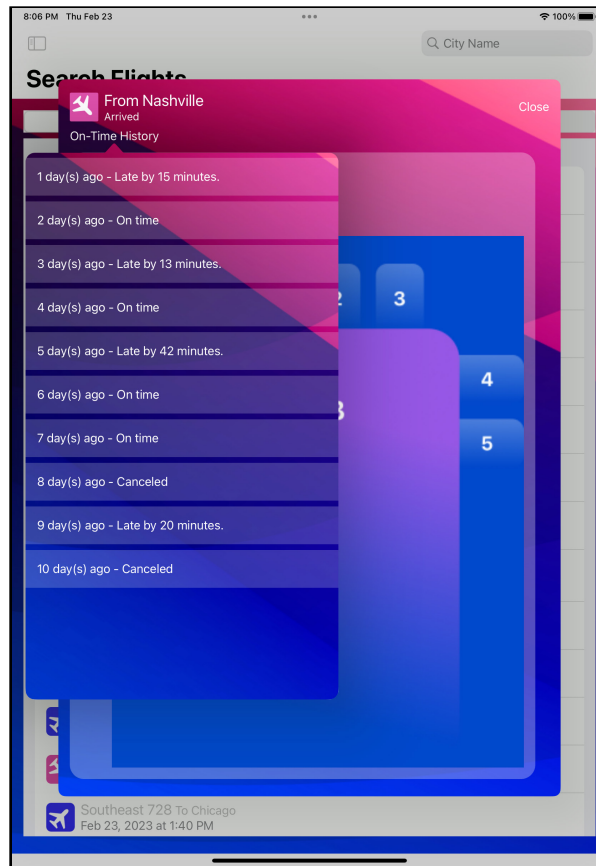 8:06 PM Thu Feb 23
100%
City Name
Search Flights
From Nashville
Arrived
Close
On-Time History
1 day(s) ago - Late by 15 minutes.
2 day(s) ago - On time
3 day(s) ago - Late by 13 minutes.
4 day(s) ago - On time
5 day(s) ago - Late by 42 minutes.
6 day(s) ago - On time
7 day(s) ago - On time
8 day(s) ago - Canceled
9 day(s) ago - Late by 20 minutes.
10 day(s) ago - Canceled
2
3
4
5
Southeast 728 To Chicago
Feb 23, 2023 at 1:40 PM